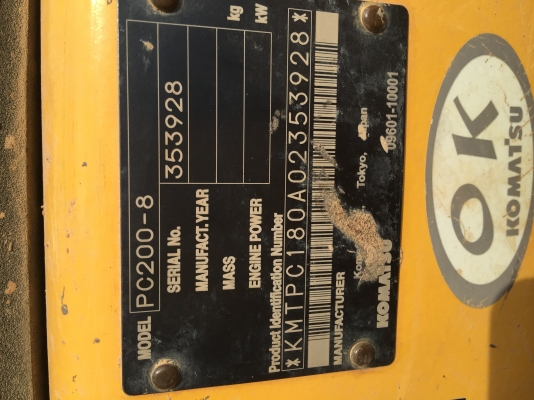 MODEL PC200-8
SERIAL No. 353928
MANUFACT. YEAR
MASS kg
ENGINE POWER kW
Product Identification Number
*KMTPC180A02353928*
MANUFACTURER
Tokyo,
KOMATSU
09601-10001
OK
KOMATSU